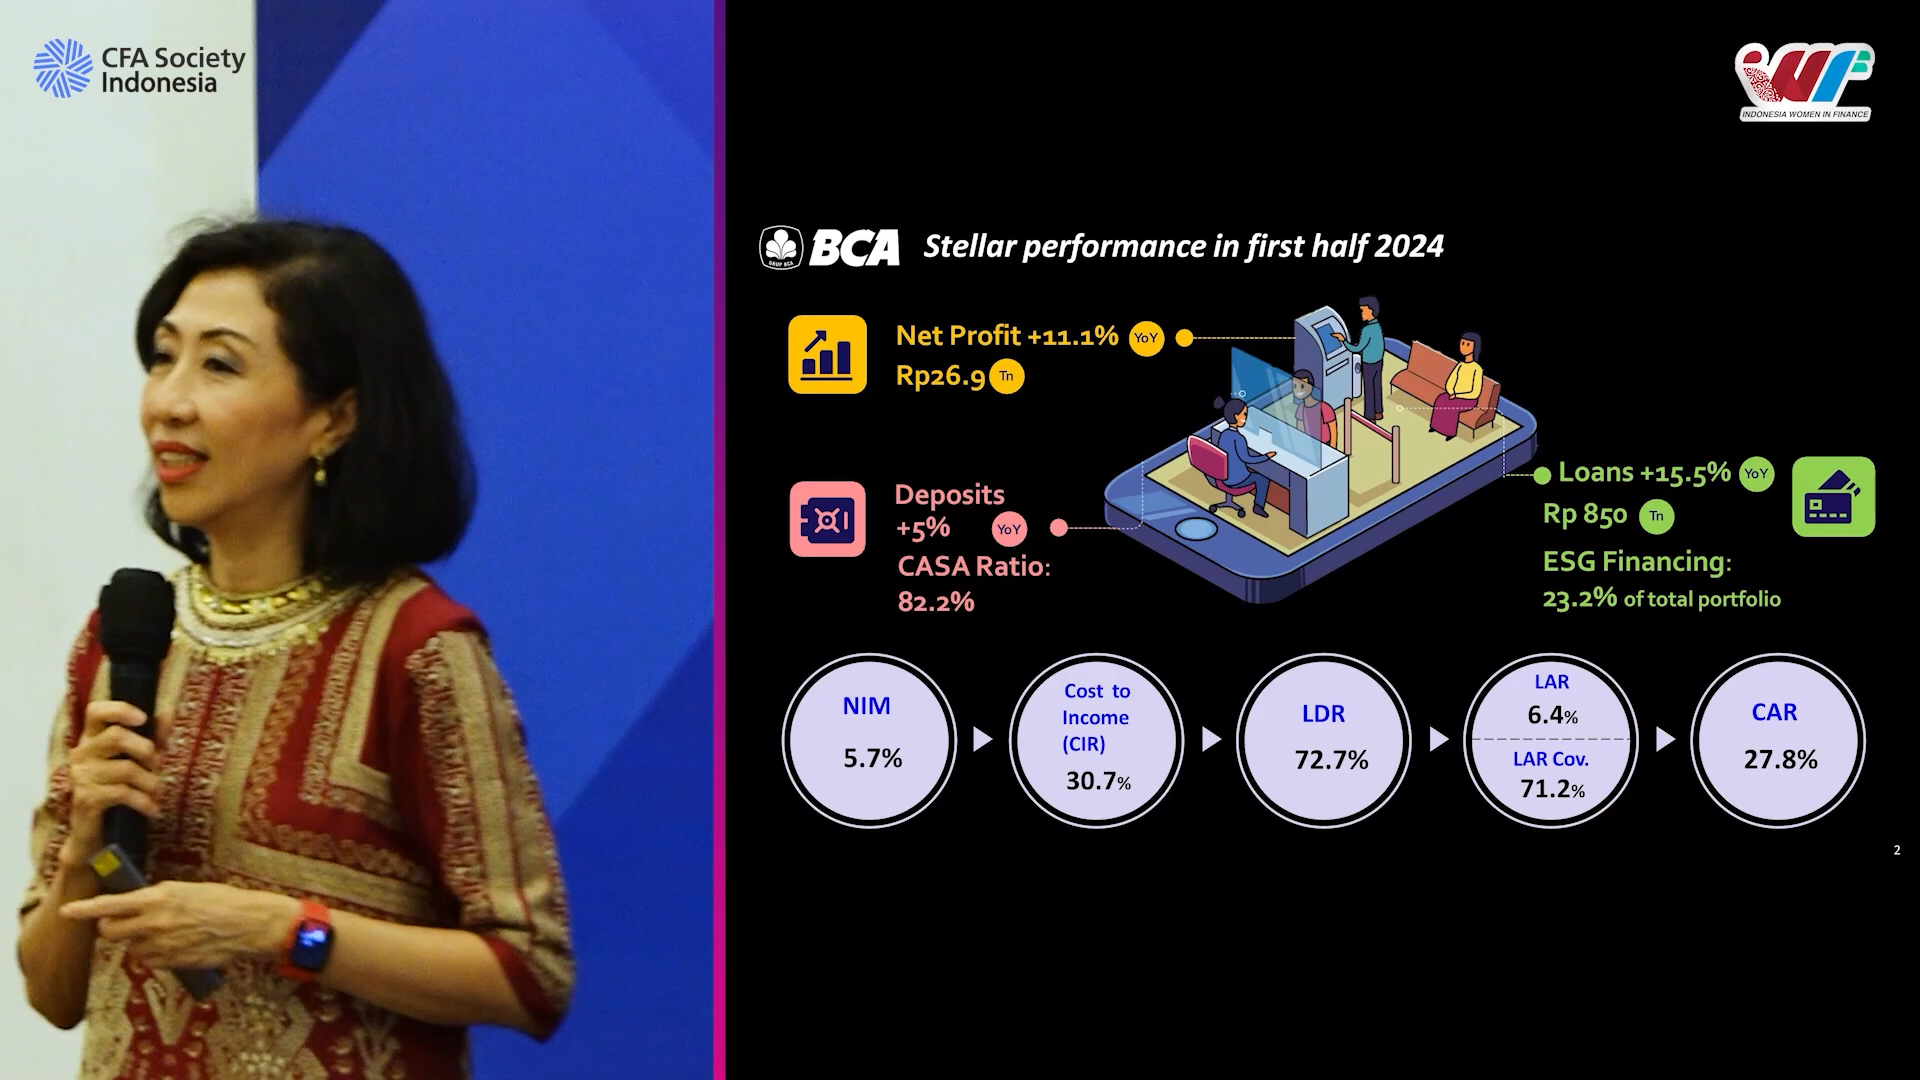 CFA Society
Indonesia
INDONESIA WOMEN IN FINANCE
GRUP BCA
BCA Stellar performance in first half 2024
Net Profit +11.1% YoY
Rp26.9 Tn
Deposits
+5% YoY
CASA Ratio:
82.2%
Loans +15.5% YoY
Rp 850 Tn
ESG Financing:
23.2% of total portfolio
NIM
5.7%
Cost to
Income
(CIR)
30.7%
LDR
72.7%
LAR
6.4%
LAR Cov.
71.2%
CAR
27.8%
2